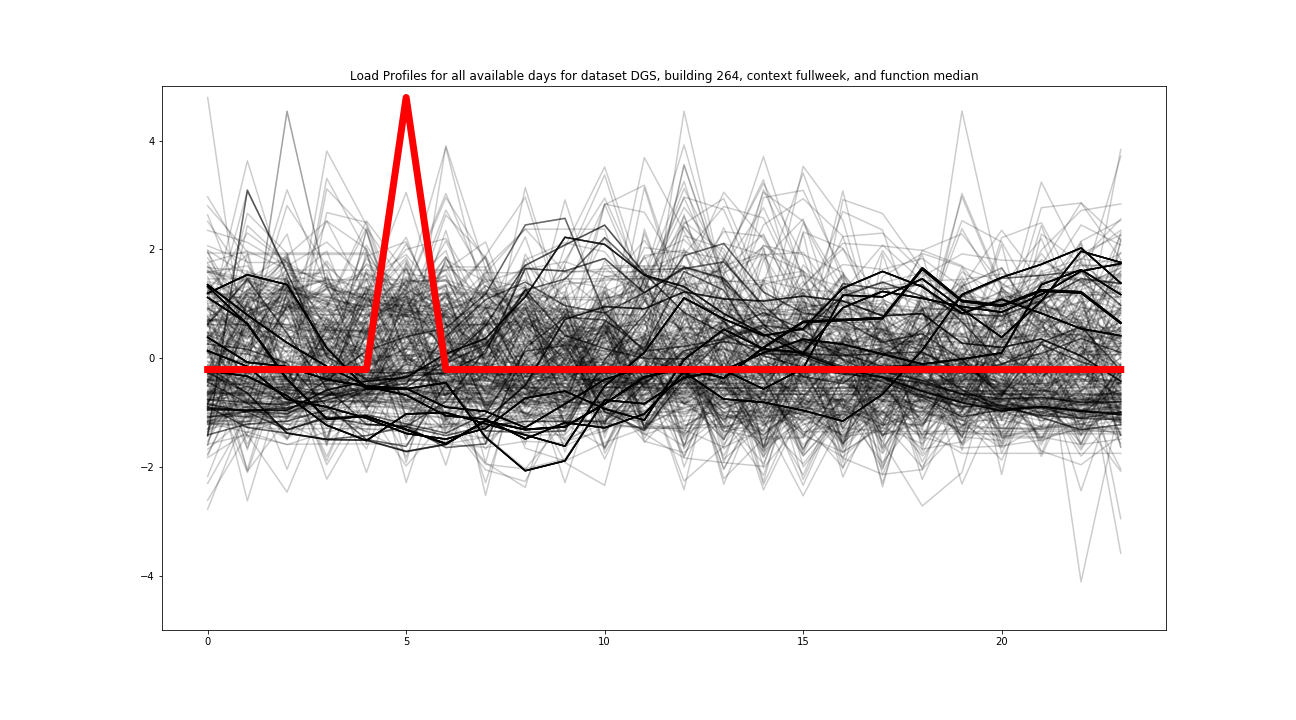 Load Profiles for all available days for dataset DGS, building 264, context fullweek, and function median
4
2
0
−2
−4
0 5 10 15 20